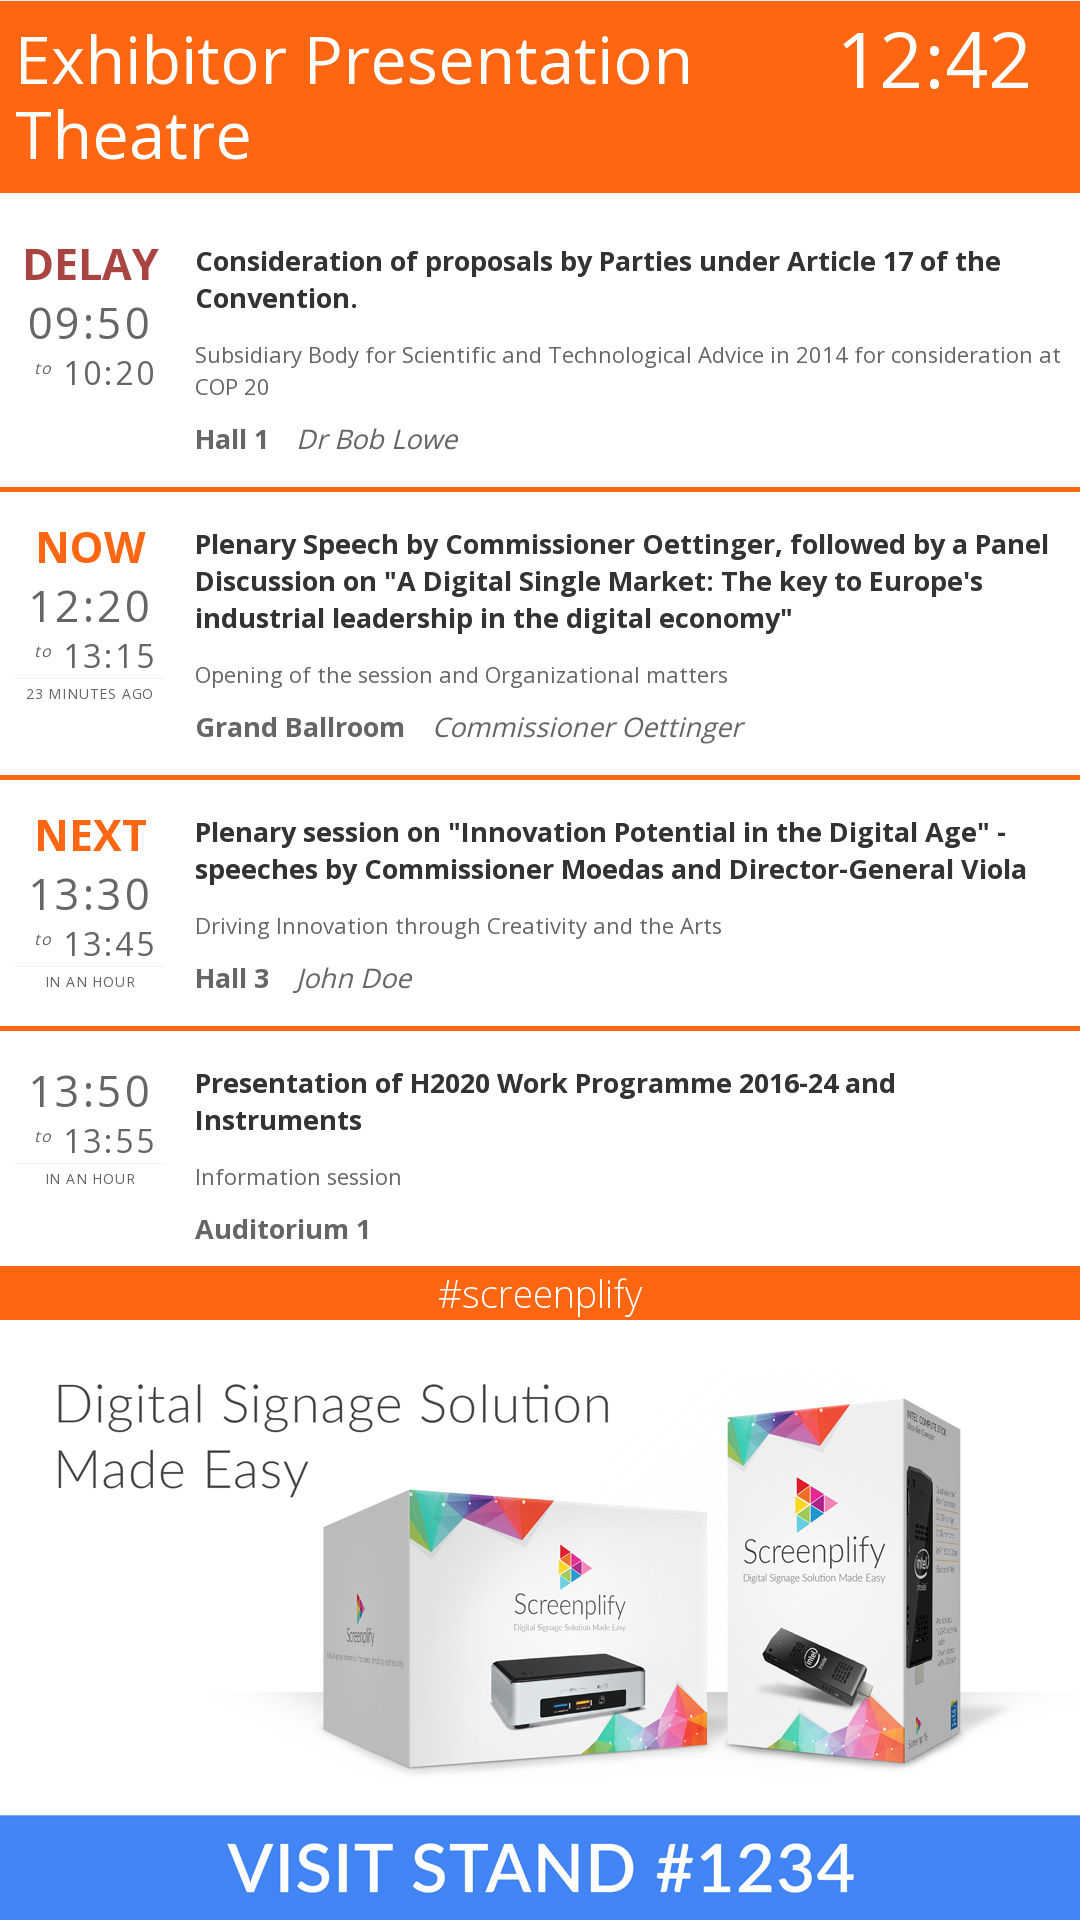 Exhibitor Presentation
Theatre
12:42
DELAY
09:50
to 10:20
Consideration of proposals by Parties under Article 17 of the
Convention.
Subsidiary Body for Scientific and Technological Advice in 2014 for consideration at
COP 20
Hall 1 Dr Bob Lowe
NOW
12:20
to 13:15
23 MINUTES AGO
Plenary Speech by Commissioner Oettinger, followed by a Panel
Discussion on "A Digital Single Market: The key to Europe's
industrial leadership in the digital economy"
Opening of the session and Organizational matters
Grand Ballroom Commissioner Oettinger
NEXT
13:30
to 13:45
IN AN HOUR
Plenary session on "Innovation Potential in the Digital Age" -
speeches by Commissioner Moedas and Director-General Viola
Driving Innovation through Creativity and the Arts
Hall 3 John Doe
13:50
to 13:55
IN AN HOUR
Presentation of H2020 Work Programme 2016-24 and
Instruments
Information session
Auditorium 1
#screenplify
Digital Signage Solution
Made Easy
Screenplify
Screenplify
Digital Signage Solution Made Easy
Screenplify
Digital Signage Solution Made Easy
intel
inside
INTEL COMPUTE STICK
intel
inside
Screenplify
VISIT STAND #1234